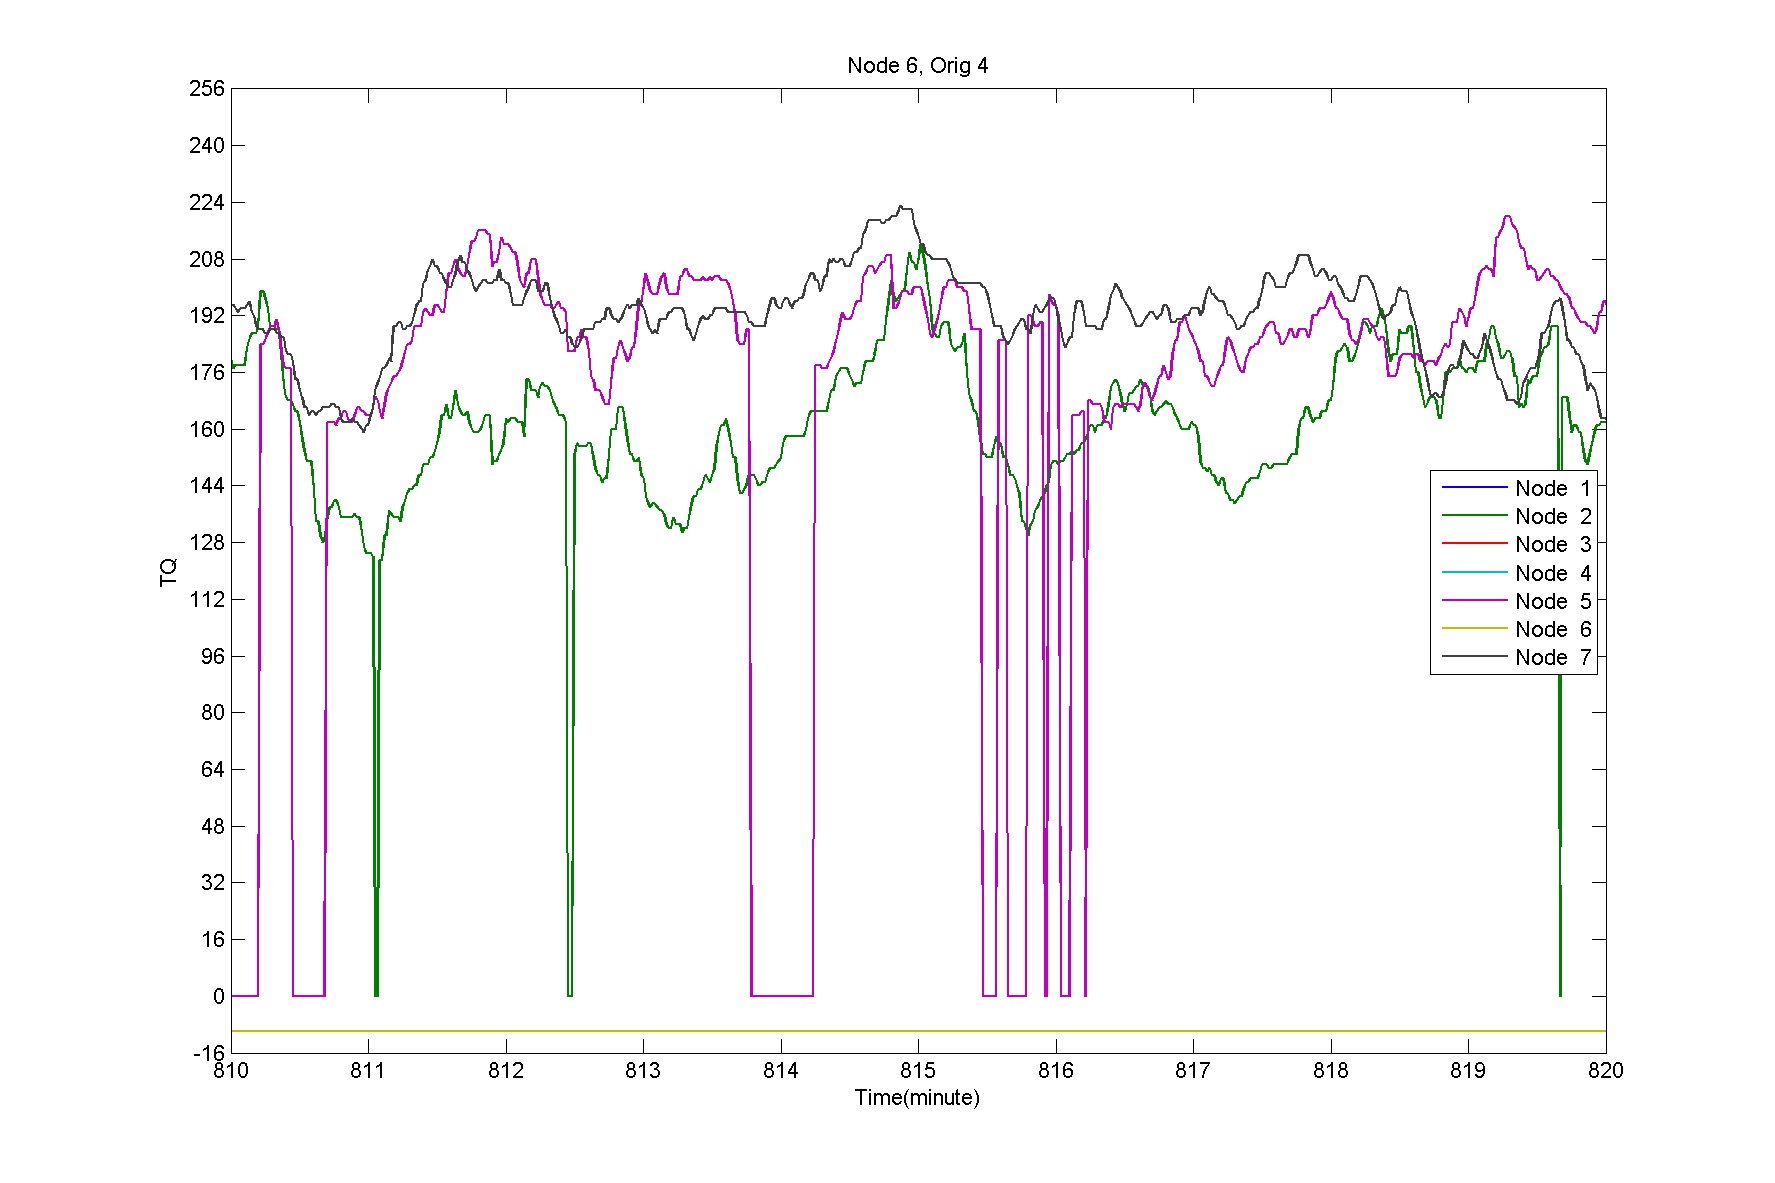 Node 6, Orig 4
256
240
224
208
192
176
160
144
128
112
96
80
64
48
32
16
0
-16
TQ
Node 1
Node 2
Node 3
Node 4
Node 5
Node 6
Node 7
810 811 812 813 814 815 816 817 818 819 820
Time(minute)